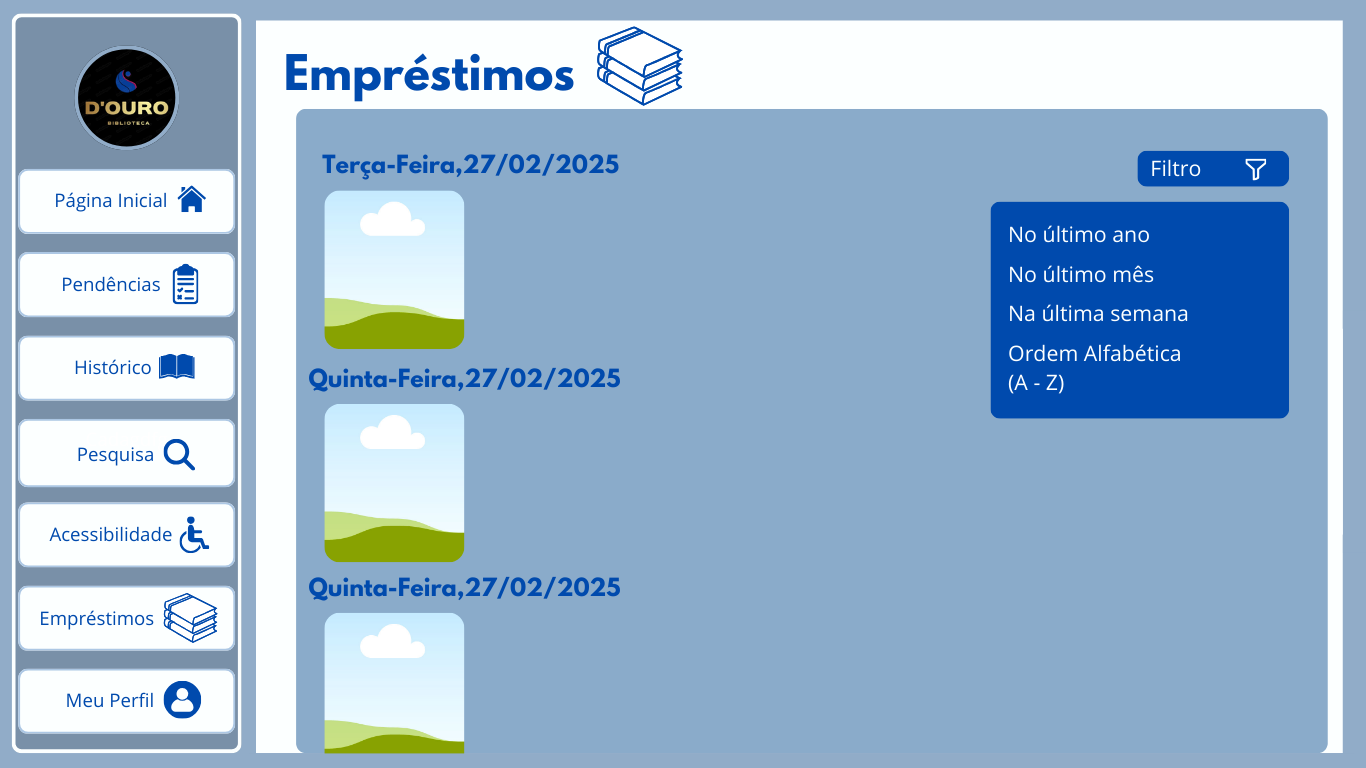 D'OURO
BIBLIOTECA
Página Inicial
Pendências
Histórico
Pesquisa
Acessibilidade
Empréstimos
Meu Perfil
Empréstimos
Terça-Feira,27/02/2025
Quinta-Feira,27/02/2025
Quinta-Feira,27/02/2025
Filtro
No último ano
No último mês
Na última semana
Ordem Alfabética
(A - Z)